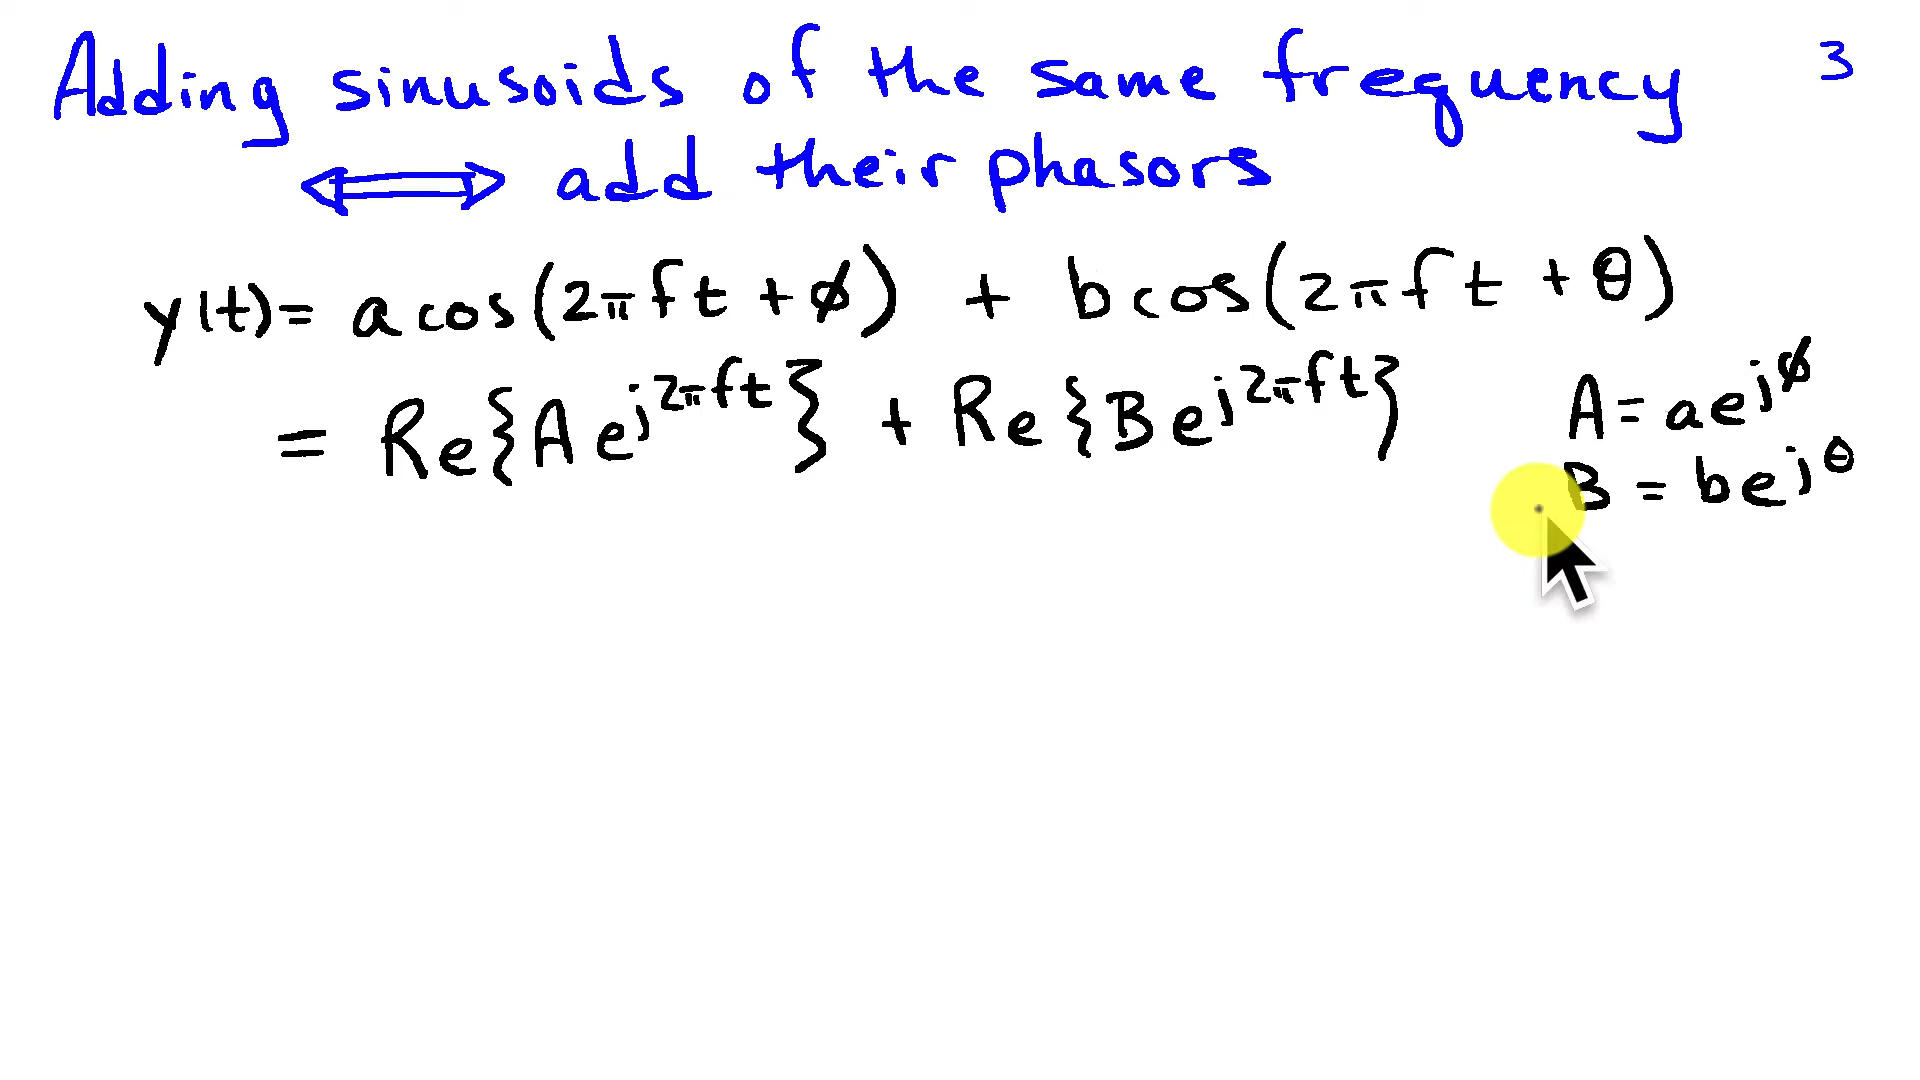 Adding sinusoids of the same frequency 3
⟺ add their phasors
y(t) = a cos(2πft + φ) + b cos(2πft + θ)
= Re{Ae^{j2πft}} + Re{Be^{j2πft}}
A = ae^{jφ}
B = be^{jθ}